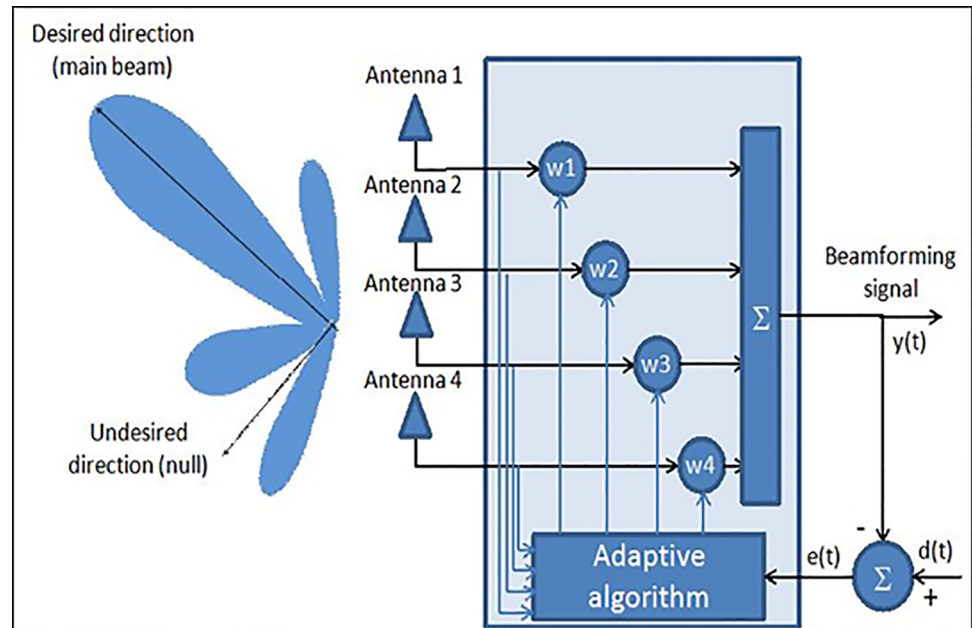 Desired direction
(main beam)
Undesired
direction (null)
Antenna 1
Antenna 2
Antenna 3
Antenna 4
w1
w2
w3
w4
Σ
Beamforming
signal
y(t)
-
Σ
d(t)
+
e(t)
Adaptive
algorithm